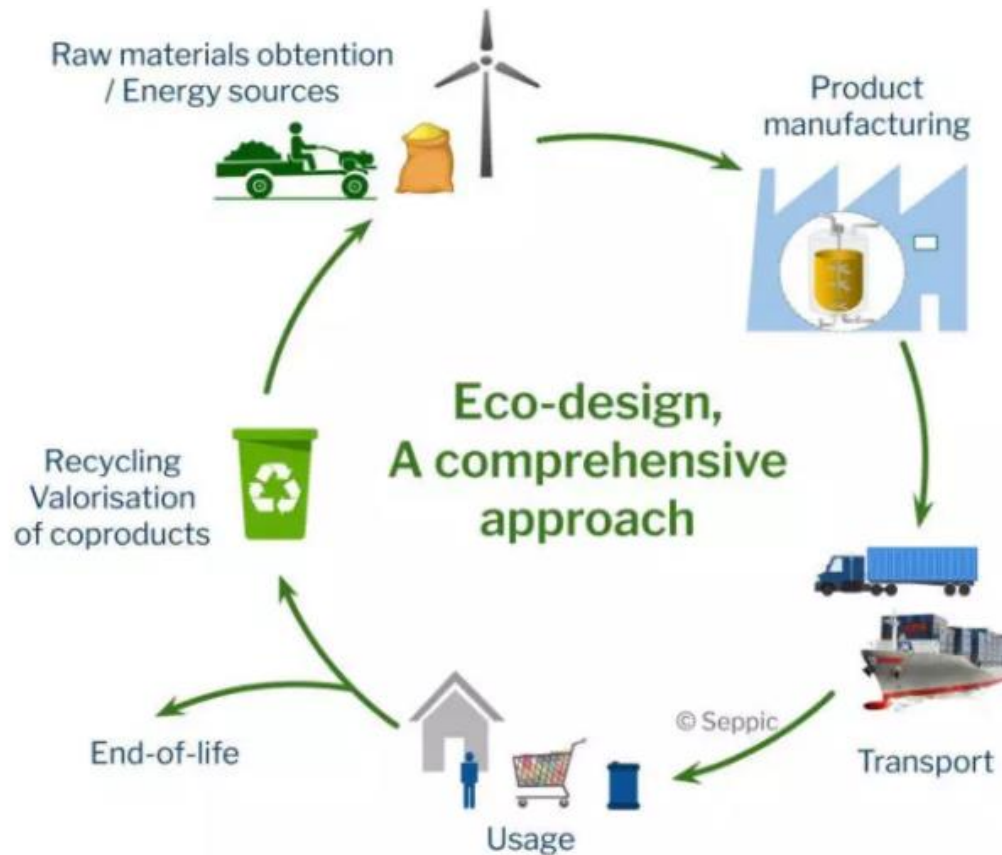 Raw materials obtention
/ Energy sources
Product
manufacturing
Eco-design,
A comprehensive
approach
Recycling
Valorisation
of coproducts
© Seppic
End-of-life
Transport
Usage